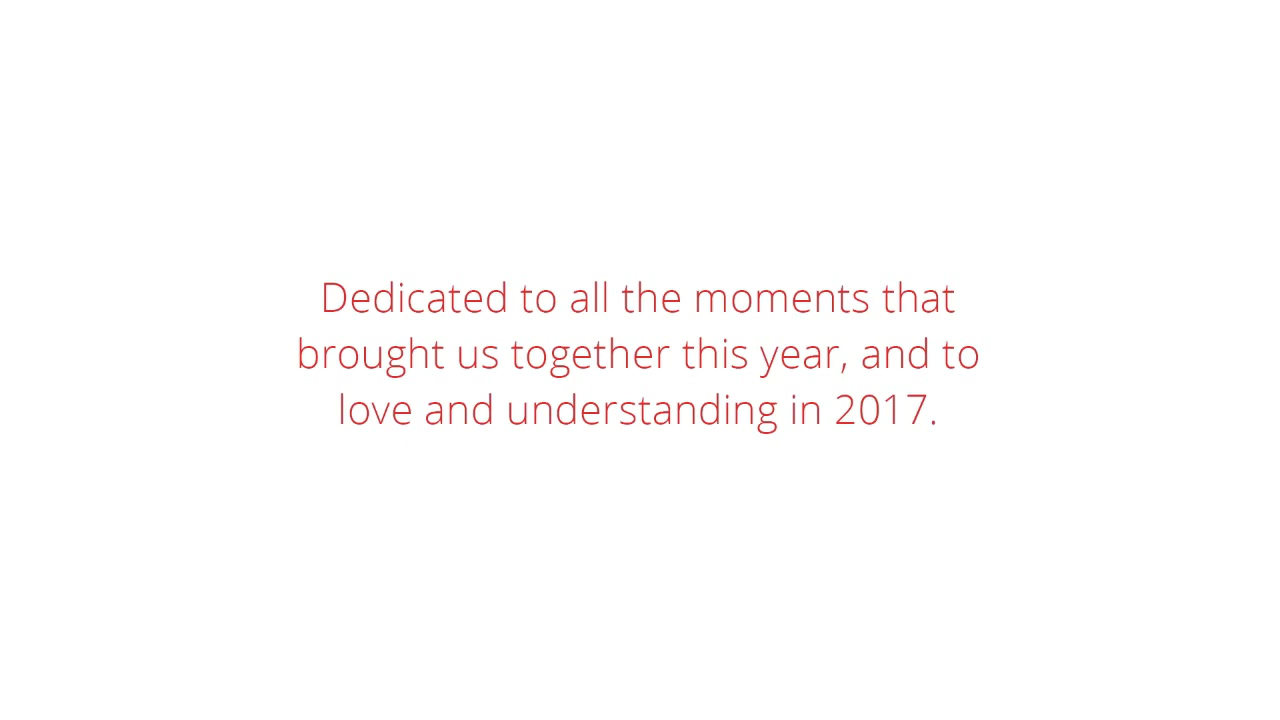 Dedicated to all the moments that
brought us together this year, and to
love and understanding in 2017.